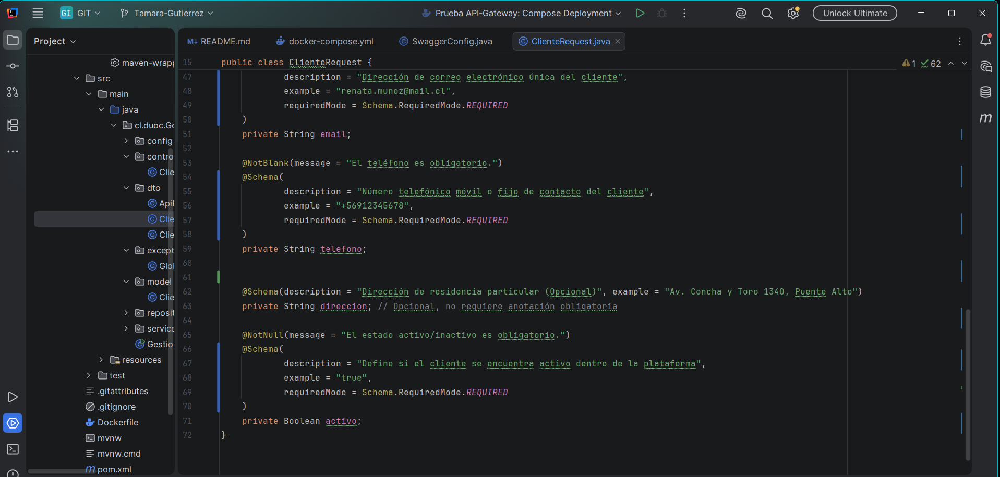 GI GIT Tamara-Gutierrez Prueba API-Gateway: Compose Deployment Unlock Ultimate
Project
README.md docker-compose.yml SwaggerConfig.java ClienteRequest.java
maven-wrapp
src
main
java
cl.duoc.Ge
config
contro
Clie
dto
ApiR
Clie
Clie
except
Glob
model
Clie
reposit
service
Gestion
resources
test
.gitattributes
.gitignore
Dockerfile
mvnw
mvnw.cmd
pom.xml
15 public class ClienteRequest {
1 62
47 description = "Dirección de correo electrónico única del cliente",
48 example = "renata.munoz@mail.cl",
49 requiredMode = Schema.RequiredMode.REQUIRED
50 )
51 private String email;
52
53 @NotBlank(message = "El teléfono es obligatorio.")
54 @Schema(
55 description = "Número telefónico móvil o fijo de contacto del cliente",
56 example = "+56912345678",
57 requiredMode = Schema.RequiredMode.REQUIRED
58 )
59 private String telefono;
60
61
62 @Schema(description = "Dirección de residencia particular (Opcional)", example = "Av. Concha y Toro 1340, Puente Alto")
63 private String direccion; // Opcional, no requiere anotación obligatoria
64
65 @NotNull(message = "El estado activo/inactivo es obligatorio.")
66 @Schema(
67 description = "Define si el cliente se encuentra activo dentro de la plataforma",
68 example = "true",
69 requiredMode = Schema.RequiredMode.REQUIRED
70 )
71 private Boolean activo;
72 }